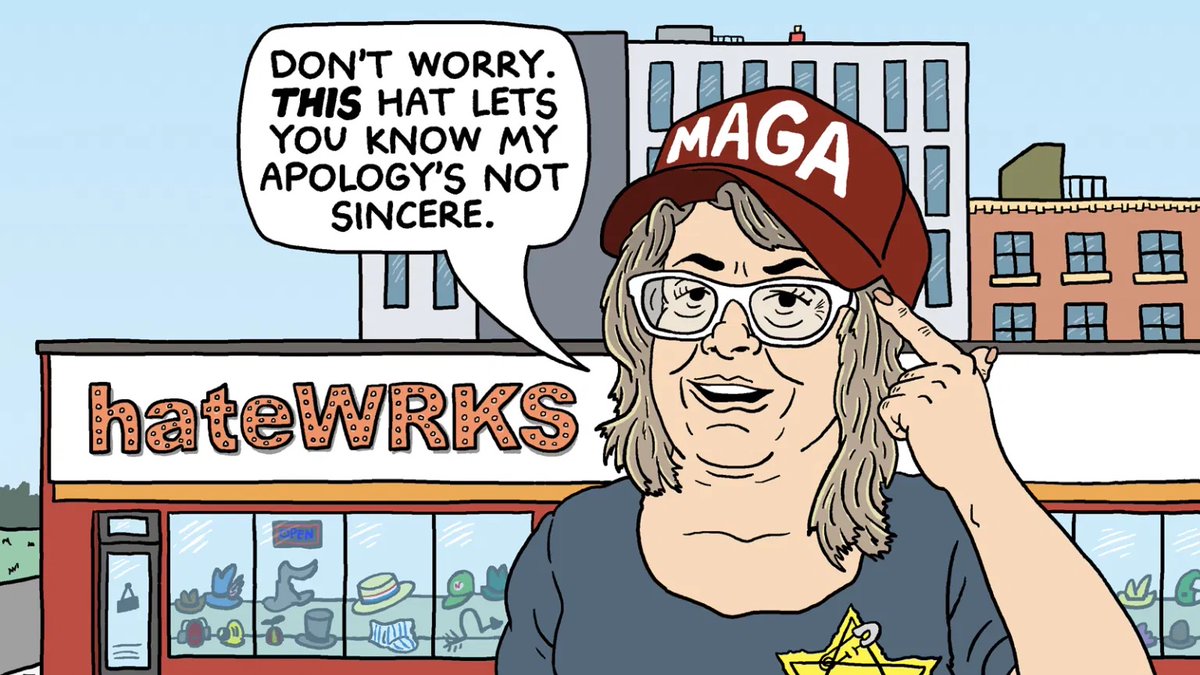 DON'T WORRY.
THIS HAT LETS
YOU KNOW MY
APOLOGY'S NOT
SINCERE.
MAGA
hateWRKS
OPEN